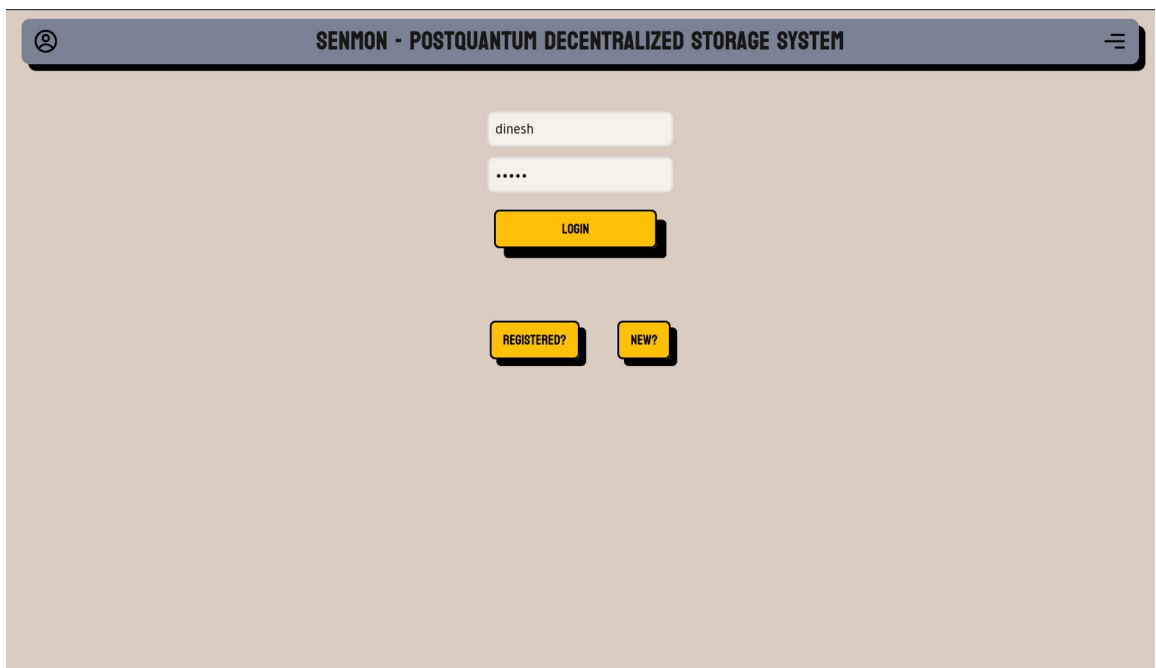 SENMON - POSTQUANTUM DECENTRALIZED STORAGE SYSTEM
dinesh
•••••
LOGIN
REGISTERED? NEW?